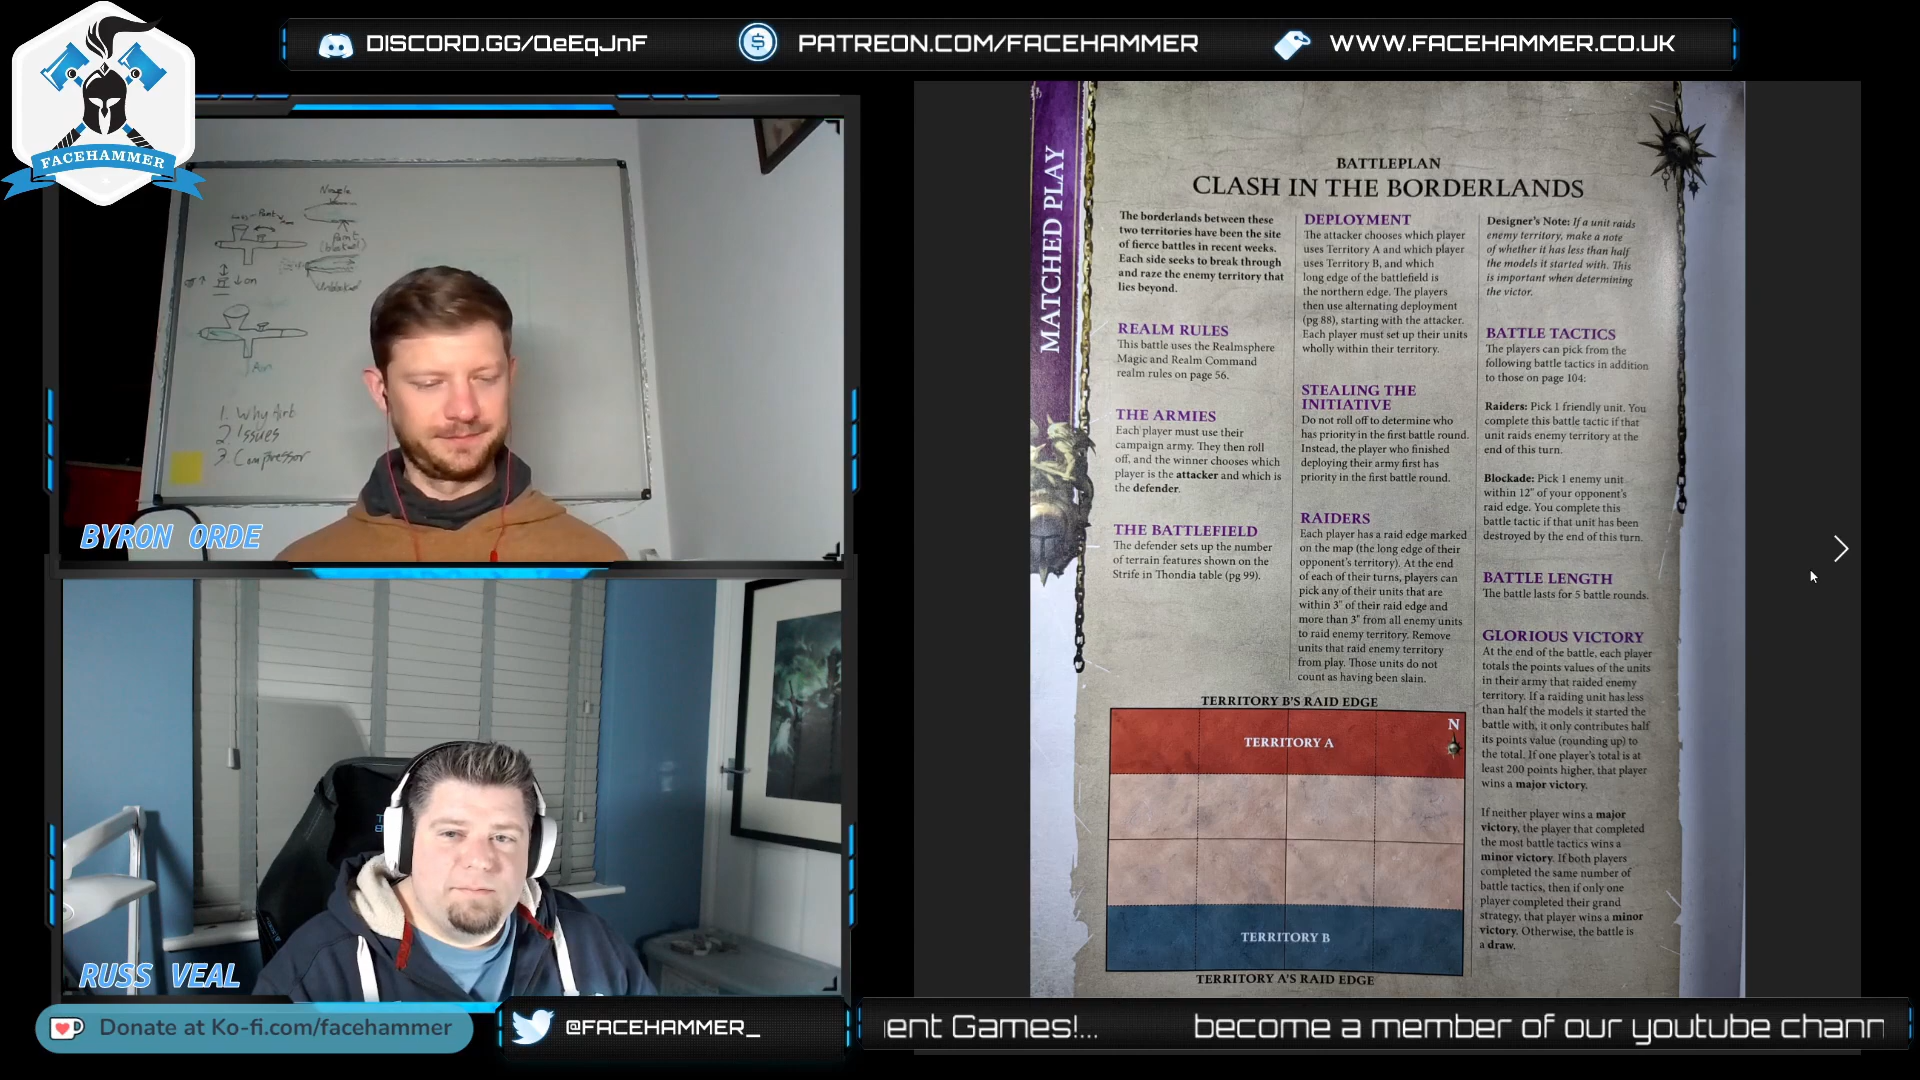 DISCORD.GG/QeEqJnF
PATREON.COM/FACEHAMMER
WWW.FACEHAMMER.CO.UK
FACEHAMMER
1. Why Airb
2 Issues
3. Compressor
BYRON ORDE
RUSS VEAL
MATCHED PLAY
BATTLEPLAN
CLASH IN THE BORDERLANDS
The borderlands between these
two territories have been the site
of fierce battles in recent weeks.
Each side seeks to break through
and raze the enemy territory that
lies beyond.
REALM RULES
This battle uses the Realmsphere
Magic and Realm Command
realm rules on page 56.
THE ARMIES
Each player must use their
campaign army. They then roll
off, and the winner chooses which
player is the attacker and which is
the defender.
THE BATTLEFIELD
The defender sets up the number
of terrain features shown on the
Strife in Thondia table (pg 99).
DEPLOYMENT
The attacker chooses which player
uses Territory A and which player
uses Territory B, and which
long edge of the battlefield is
the northern edge. The players
then use alternating deployment
(pg 88), starting with the attacker.
Each player must set up their units
wholly within their territory.
STEALING THE
INITIATIVE
Do not roll off to determine who
has priority in the first battle round.
Instead, the player who finished
deploying their army first has
priority in the first battle round.
RAIDERS
Each player has a raid edge marked
on the map (the long edge of their
opponent's territory). At the end
of each of their turns, players can
pick any of their units that are
within 3" of their raid edge and
more than 3" from all enemy units
to raid enemy territory. Remove
units that raid enemy territory
from play. Those units do not
count as having been slain.
Designer's Note: If a unit raids
enemy territory, make a note
of whether it has less than half
the models it started with. This
is important when determining
the victor.
BATTLE TACTICS
The players can pick from the
following battle tactics in addition
to those on page 104:
Raiders: Pick 1 friendly unit. You
complete this battle tactic if that
unit raids enemy territory at the
end of this turn.
Blockade: Pick 1 enemy unit
within 12" of your opponent's
raid edge. You complete this
battle tactic if that unit has been
destroyed by the end of this turn.
BATTLE LENGTH
The battle lasts for 5 battle rounds.
GLORIOUS VICTORY
At the end of the battle, each player
totals the points values of the units
in their army that raided enemy
territory. If a raiding unit has less
than half the models it started the
battle with, it only contributes half
its points value (rounding up) to
the total. If one player's total is at
least 200 points higher, that player
wins a major victory.
If neither player wins a major
victory, the player that completed
the most battle tactics wins a
minor victory. If both players
completed the same number of
battle tactics, then if only one
player completed their grand
strategy, that player wins a minor
victory. Otherwise, the battle is
a draw.
TERRITORY B'S RAID EDGE
N
TERRITORY A
TERRITORY B
TERRITORY A'S RAID EDGE
Donate at Ko-fi.com/facehammer
@FACEHAMMER_
ent Games!...
become a member of our youtube chann